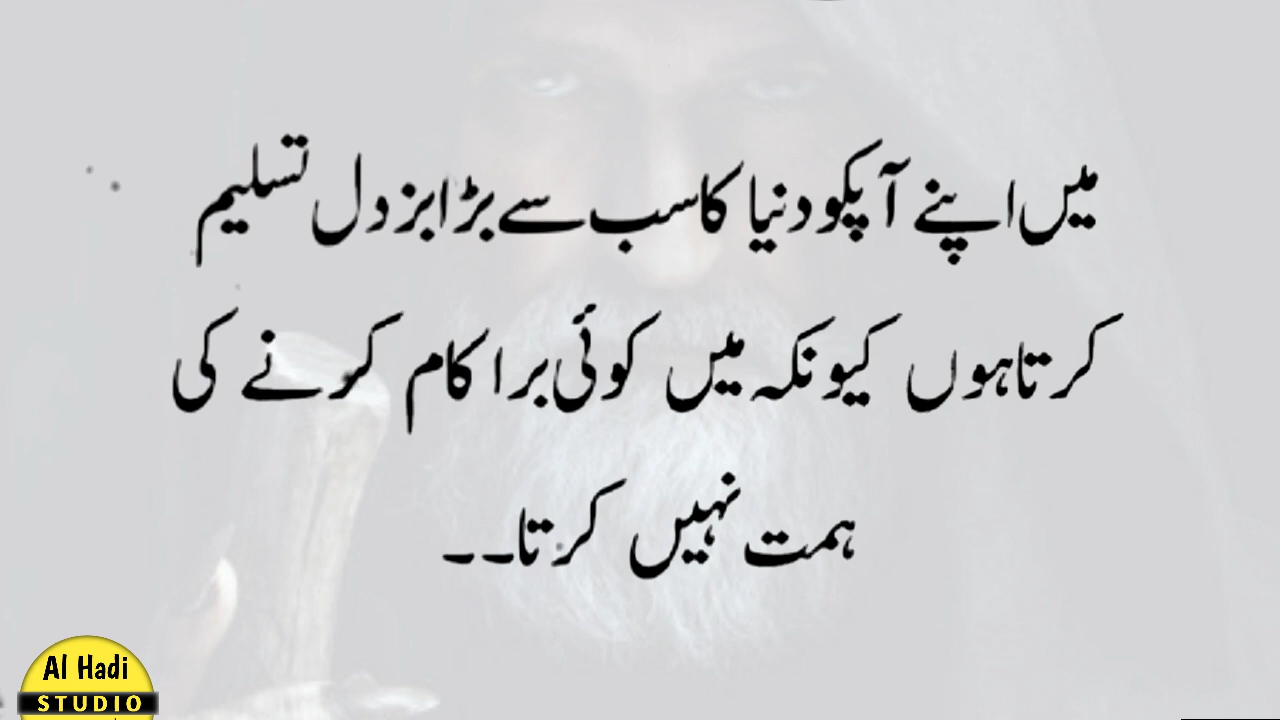 میں اپنے آپکو دنیا کا سب سے بڑا بزدل تسلیم
کرتا ہوں کیونکہ میں کوئی برا کام کرنے کی
ہمت نہیں کرتا۔۔
Al Hadi
STUDIO